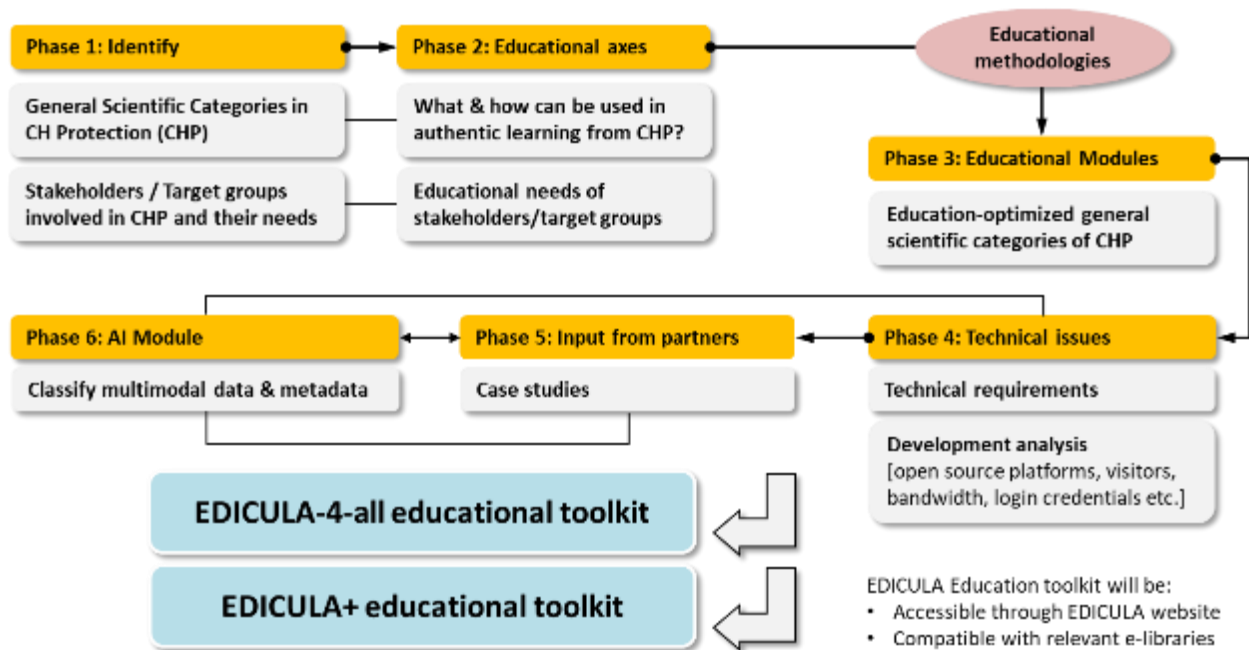 Phase 1: Identify
General Scientific Categories in
CH Protection (CHP)
Stakeholders / Target groups
involved in CHP and their needs
Phase 2: Educational axes
What & how can be used in
authentic learning from CHP?
Educational needs of
stakeholders/target groups
Educational
methodologies
Phase 3: Educational Modules
Education-optimized general
scientific categories of CHP
Phase 4: Technical issues
Technical requirements
Development analysis
[open source platforms, visitors,
bandwidth, login credentials etc.]
Phase 5: Input from partners
Case studies
Phase 6: AI Module
Classify multimodal data & metadata
EDICULA-4-all educational toolkit
EDICULA+ educational toolkit
EDICULA Education toolkit will be:
• Accessible through EDICULA website
• Compatible with relevant e-libraries